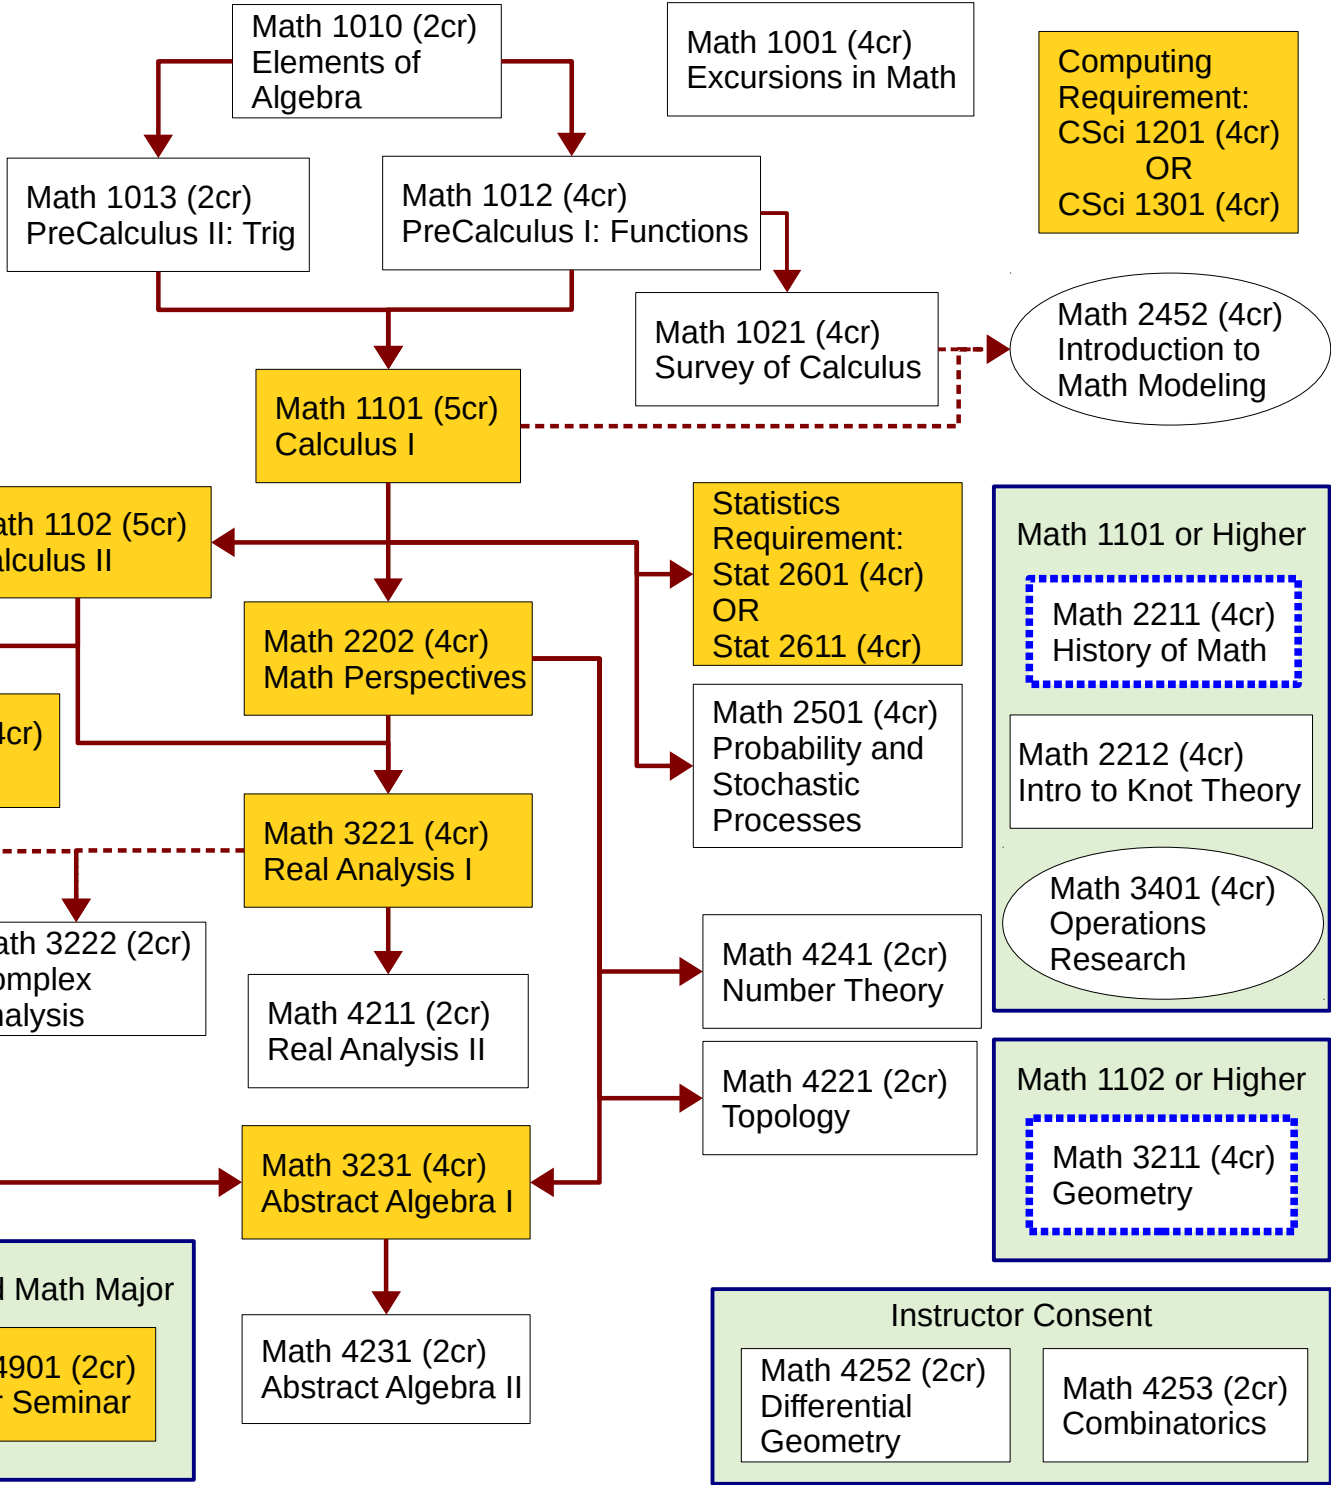 Math 1010 (2cr)
Elements of
Algebra
Math 1001 (4cr)
Excursions in Math
Computing
Requirement:
CSci 1201 (4cr)
OR
CSci 1301 (4cr)
Math 1013 (2cr)
PreCalculus II: Trig
Math 1012 (4cr)
PreCalculus I: Functions
Math 1021 (4cr)
Survey of Calculus
Math 2452 (4cr)
Introduction to
Math Modeling
Math 1101 (5cr)
Calculus I
ath 1102 (5cr)
alculus II
Statistics
Requirement:
Stat 2601 (4cr)
OR
Stat 2611 (4cr)
Math 1101 or Higher
Math 2211 (4cr)
History of Math
Math 2202 (4cr)
Math Perspectives
4cr)
Math 2501 (4cr)
Probability and
Stochastic
Processes
Math 2212 (4cr)
Intro to Knot Theory
Math 3221 (4cr)
Real Analysis I
Math 3401 (4cr)
Operations
Research
ath 3222 (2cr)
omplex
nalysis
Math 4211 (2cr)
Real Analysis II
Math 4241 (2cr)
Number Theory
Math 4221 (2cr)
Topology
Math 1102 or Higher
Math 3211 (4cr)
Geometry
Math 3231 (4cr)
Abstract Algebra I
d Math Major
4901 (2cr)
r Seminar
Math 4231 (2cr)
Abstract Algebra II
Instructor Consent
Math 4252 (2cr)
Differential
Geometry
Math 4253 (2cr)
Combinatorics